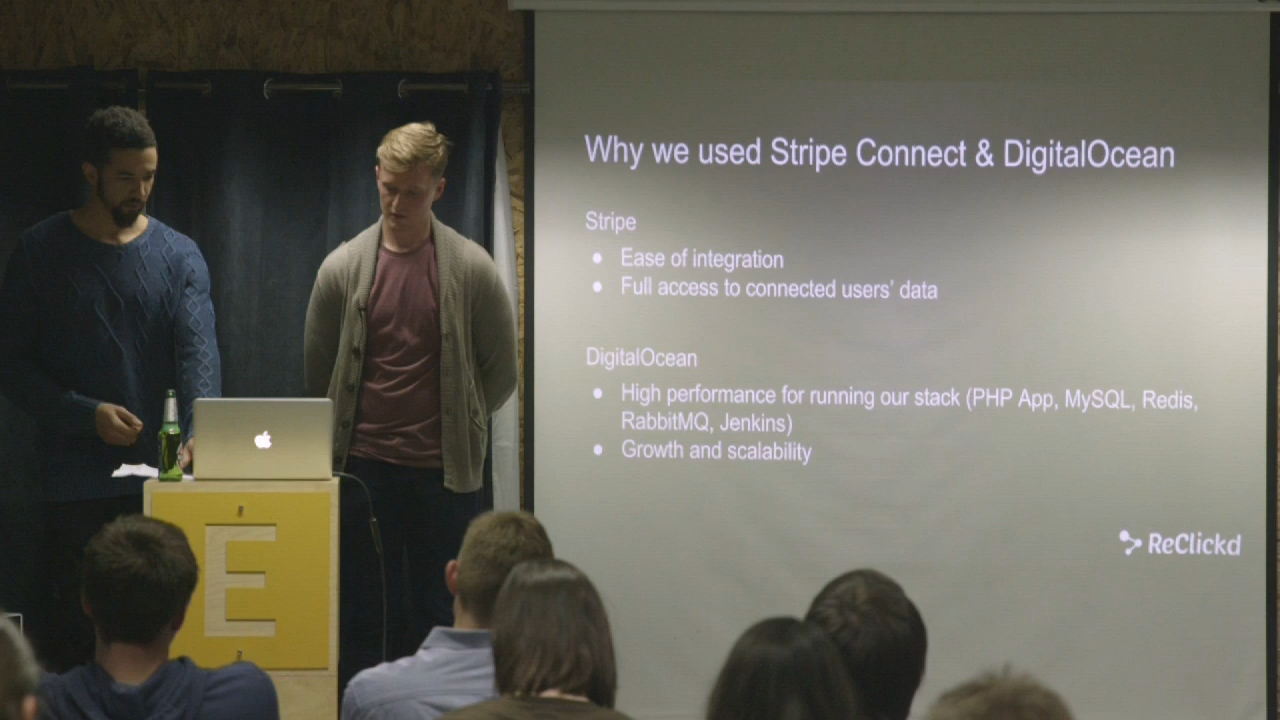 Why we used Stripe Connect & DigitalOcean
Stripe
● Ease of integration
● Full access to connected users' data
DigitalOcean
● High performance for running our stack (PHP App, MySQL, Redis,
RabbitMQ, Jenkins)
● Growth and scalability
ReClickd
E